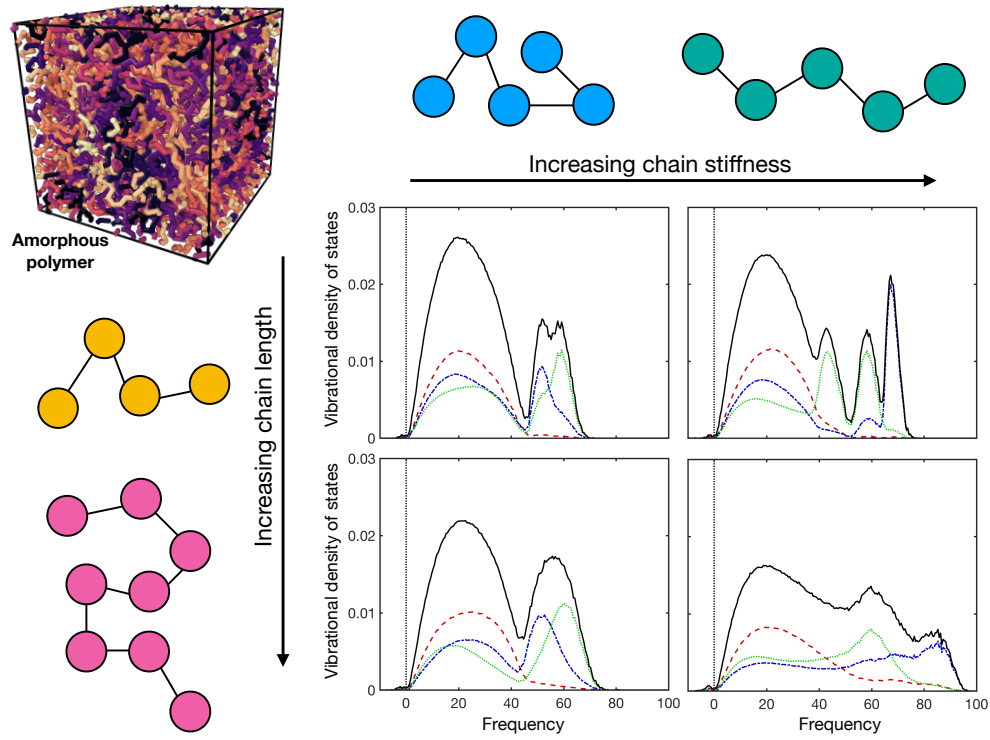 Amorphous
polymer
Increasing chain stiffness
Increasing chain length
Vibrational density of states
0.03
0.02
0.01
0
Vibrational density of states
0.03
0.02
0.01
0
0 20 40 60 80 100
Frequency
0 20 40 60 80 100
Frequency